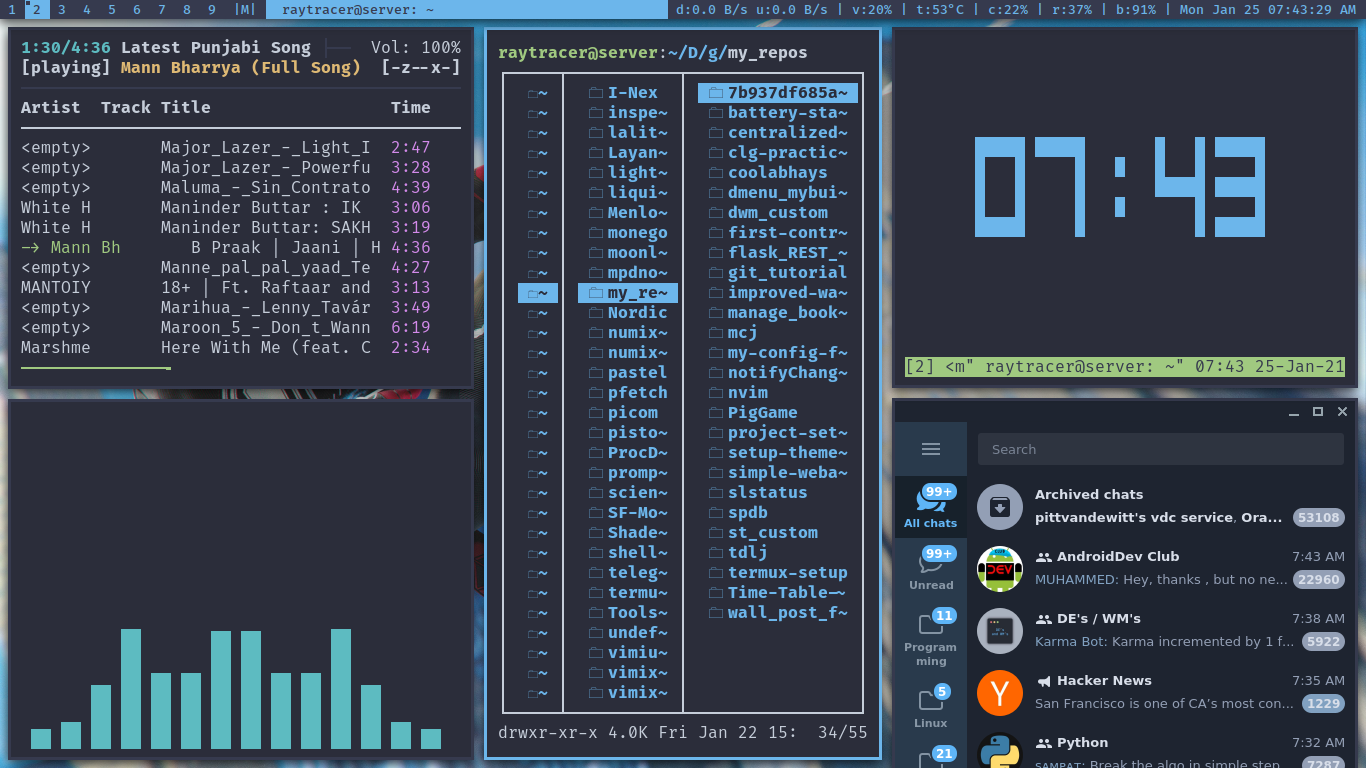 1 2 3 4 5 6 7 8 9 |M| raytracer@server: ~ d:0.0 B/s u:0.0 B/s | v:20% | t:53°C | c:22% | r:37% | b:91% | Mon Jan 25 07:43:29 AM
1:30/4:36 Latest Punjabi Song Vol: 100%
[playing] Mann Bharrya (Full Song) [-z--x-]
Artist Track Title Time
<empty> Major_Lazer_-_Light_I 2:47
<empty> Major_Lazer_-_Powerfu 3:28
<empty> Maluma_-_Sin_Contrato 4:39
White H Maninder Buttar : IK 3:06
White H Maninder Buttar: SAKH 3:19
-> Mann Bh B Praak | Jaani | H 4:36
<empty> Manne_pal_pal_yaad_Te 4:27
MANTOIY 18+ | Ft. Raftaar and 3:13
<empty> Marihua_-_Lenny_Tavár 3:49
<empty> Maroon_5_-_Don_t_Wann 6:19
Marshme Here With Me (feat. C 2:34
raytracer@server:~/D/g/my_repos
~ I-Nex 7b937df685a~
~ inspe~ battery-sta~
~ lalit~ centralized~
~ Layan~ clg-practic~
~ light~ coolabhays
~ liqui~ dmenu_mybui~
~ Menlo~ dwm_custom
~ monego first-contr~
~ moonl~ flask_REST_~
~ mpdno~ git_tutorial
~ my_re~ improved-wa~
~ Nordic manage_book~
~ numix~ mcj
~ numix~ my-config-f~
~ pastel notifyChang~
~ pfetch nvim
~ picom PigGame
~ pisto~ project-set~
~ ProcD~ setup-theme~
~ promp~ simple-weba~
~ scien~ slstatus
~ SF-Mo~ spdb
~ Shade~ st_custom
~ shell~ tdlj
~ teleg~ termux-setup
~ termu~ Time-Table-~
~ Tools~ wall_post_f~
~ undef~
~ vimiu~
~ vimix~
~ vimix~
drwxr-xr-x 4.0K Fri Jan 22 15: 34/55
07:43
[2] <m" raytracer@server: ~" 07:43 25-Jan-21
Search
99+
All chats
99+
Unread
11
Program
ming
5
Linux
21
Archived chats
pittvandewitt's vdc service, Ora... 53108
DEV
AndroidDev Club 7:43 AM
MUHAMMED: Hey, thanks , but no ne... 22960
DE's / WM's 7:38 AM
Karma Bot: Karma incremented by 1 f... 5922
Y
Hacker News 7:35 AM
San Francisco is one of CA's most con... 1229
Python 7:32 AM
SAMPAT: Break the algo in simple step... 7287